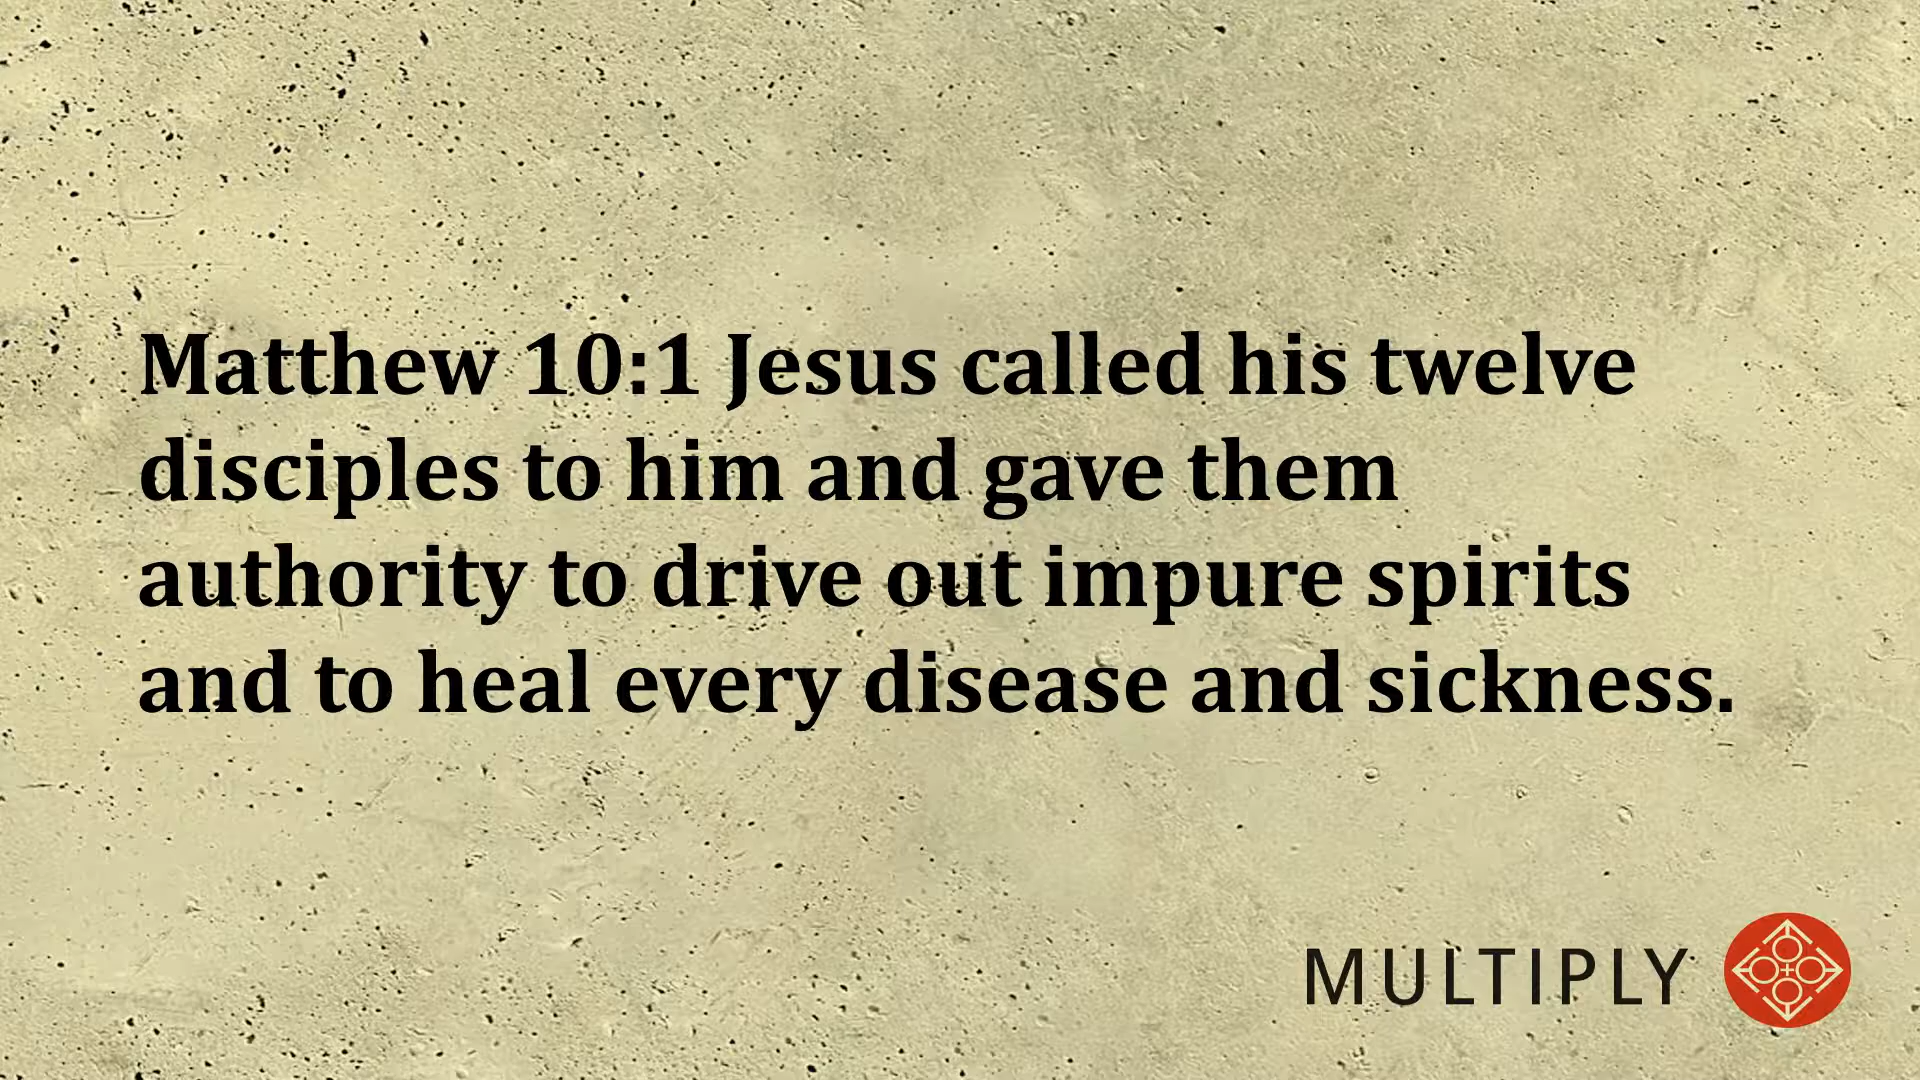 Matthew 10:1 Jesus called his twelve
disciples to him and gave them
authority to drive out impure spirits
and to heal every disease and sickness.
MULTIPLY